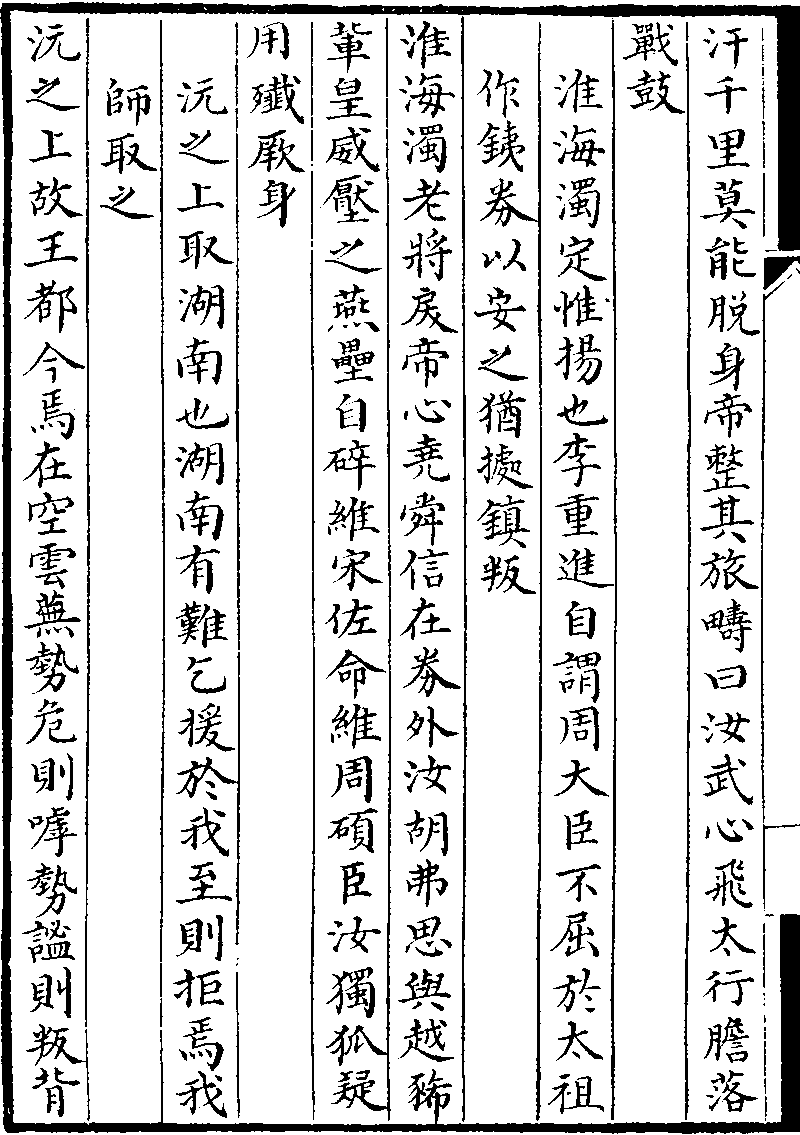 汗千里莫能脫身帝整其旅疇曰汝武心飛太行膽落
戰鼓
淮海濁定惟揚也李重進自謂周大臣不屈於太祖
作銕券以安之猶據鎮叛
淮海濁老將戾帝心堯舜信在券外汝胡弗思與越豨
輩皇威壓之燕壘自碎維宋佐命維周碩臣汝獨狐疑
用殲厥身
沅之上取湖南也湖南有難乞援於我至則拒焉我
師取之
沅之上故王都今焉在空雲蕪勢危則嘑勢謐則叛背